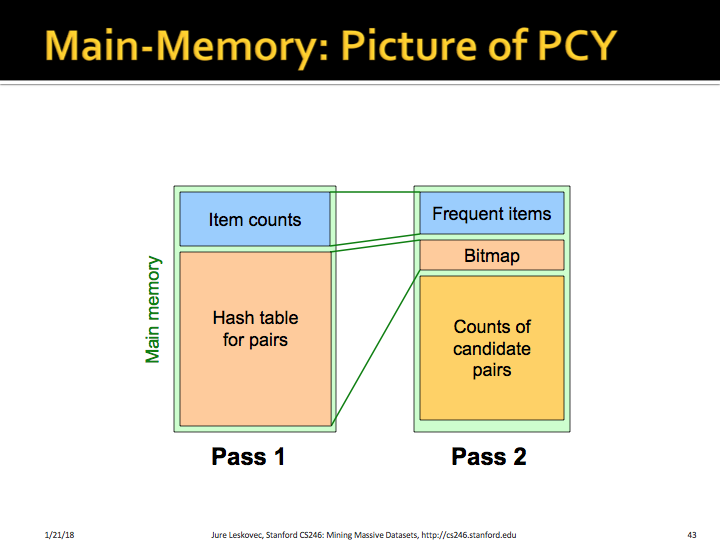 Main-Memory: Picture of PCY
Main memory
Item counts
Hash table
for pairs
Pass 1
Frequent items
Bitmap
Counts of
candidate
pairs
Pass 2
1/21/18
Jure Leskovec, Stanford CS246: Mining Massive Datasets, http://cs246.stanford.edu
43